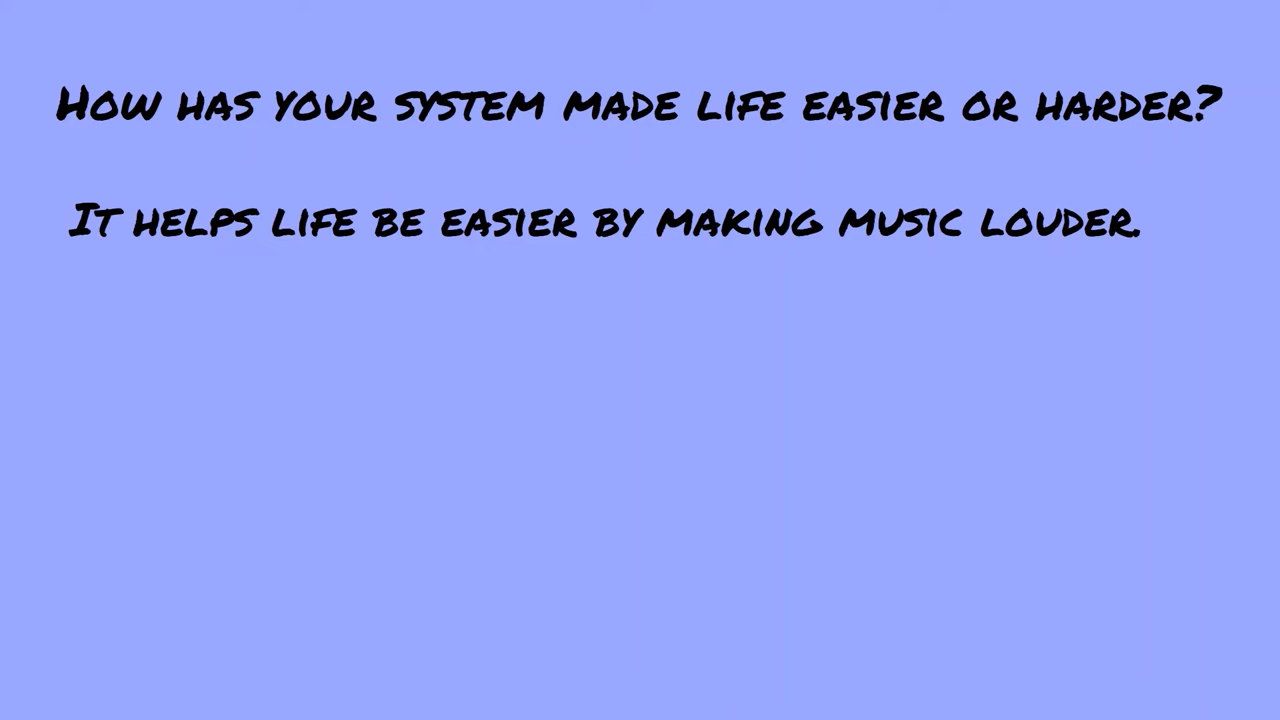 How has your system made life easier or harder?
It helps life be easier by making music louder.